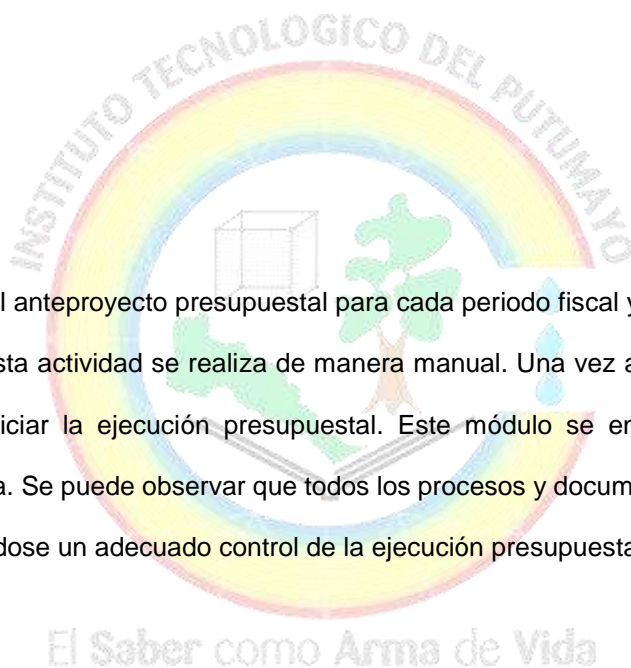 INSTITUTO TECNOLOGICO DEL PUTUMAYO
l anteproyecto presupuestal para cada periodo fiscal y
sta actividad se realiza de manera manual. Una vez a
iciar la ejecución presupuestal. Este módulo se en
a. Se puede observar que todos los procesos y docum
dose un adecuado control de la ejecución presupuesta
El Saber como Arma de Vida